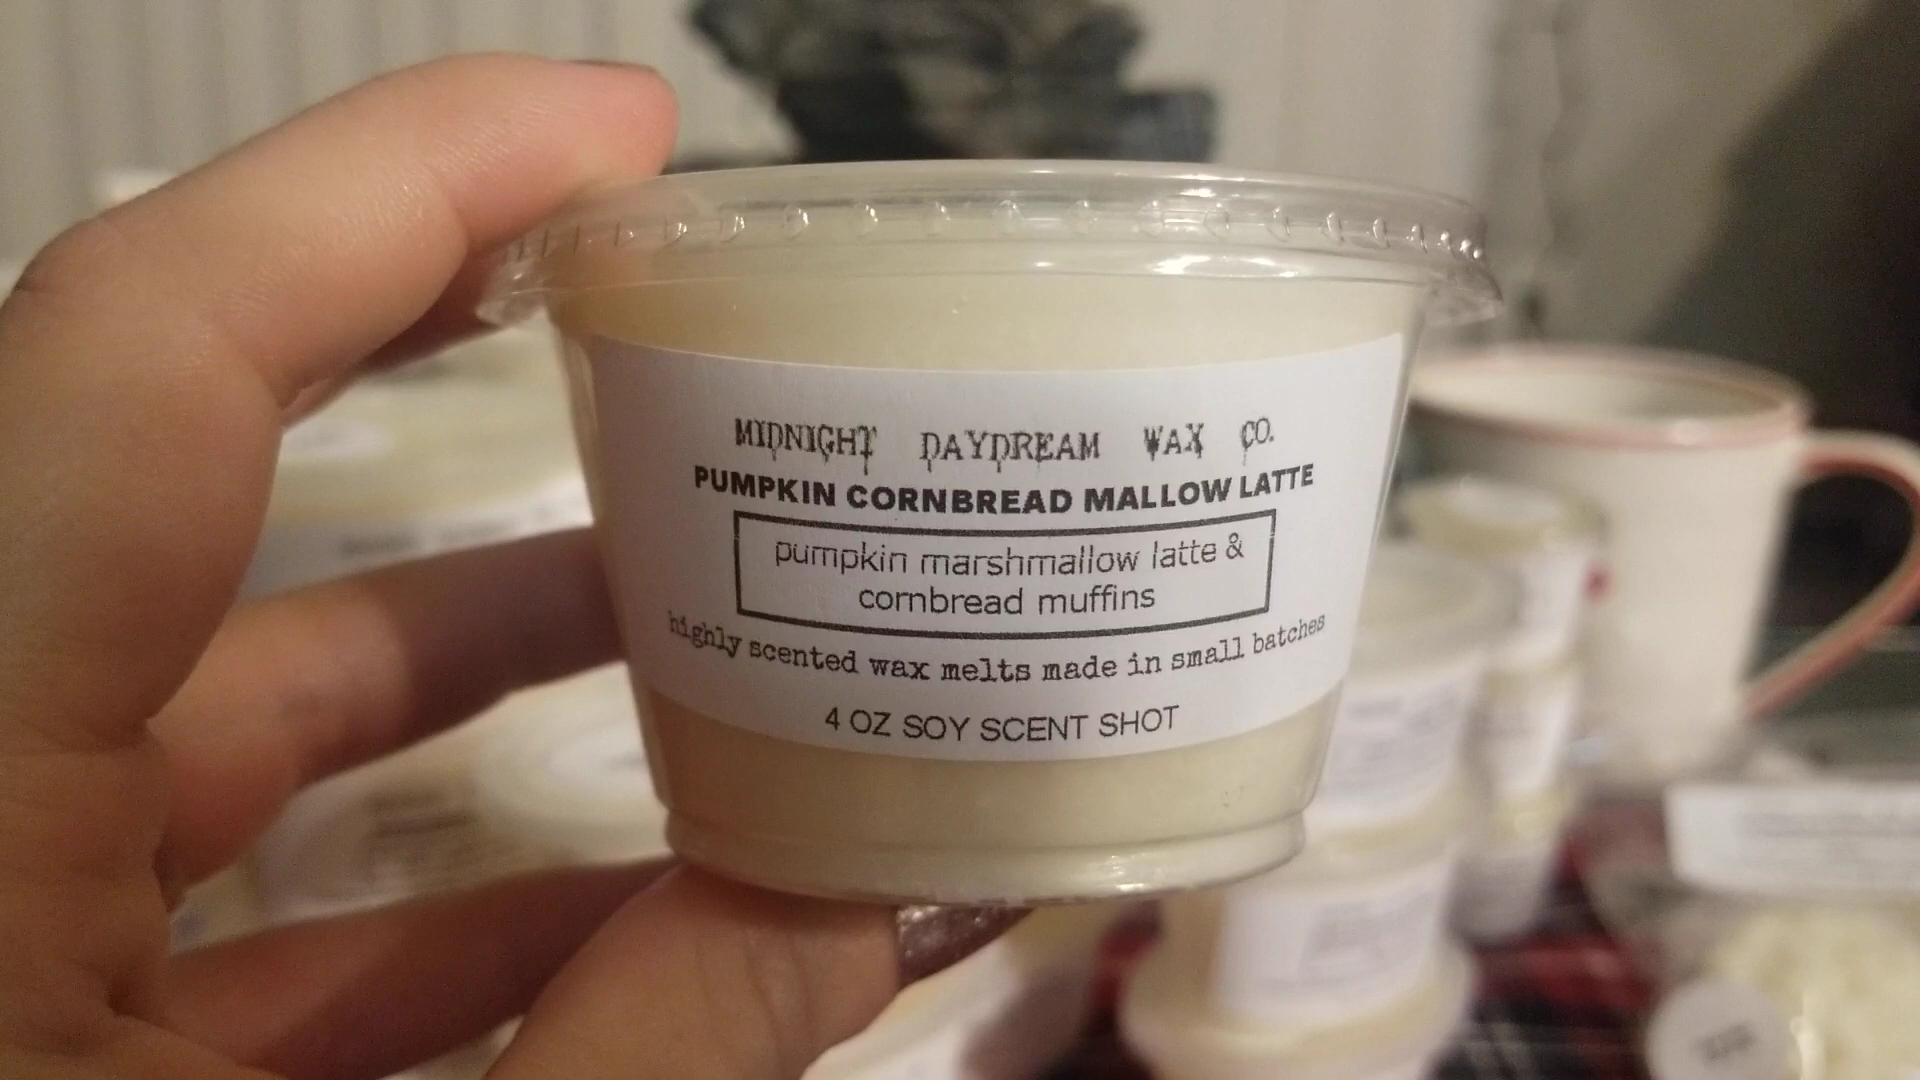 MIDNIGHT DAYDREAM WAX CO.
PUMPKIN CORNBREAD MALLOW LATTE
pumpkin marshmallow latte &
cornbread muffins
highly scented wax melts made in small batches
4 OZ SOY SCENT SHOT